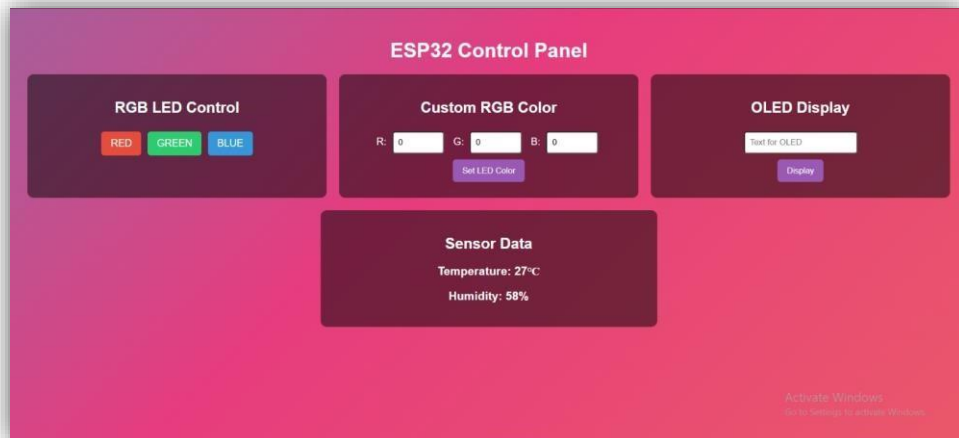 ESP32 Control Panel
RGB LED Control
RED GREEN BLUE
Custom RGB Color
R: 0 G: 0 B: 0
Set LED Color
OLED Display
Text for OLED
Display
Sensor Data
Temperature: 27°C
Humidity: 58%
Activate Windows
Go to Settings to activate Windows.